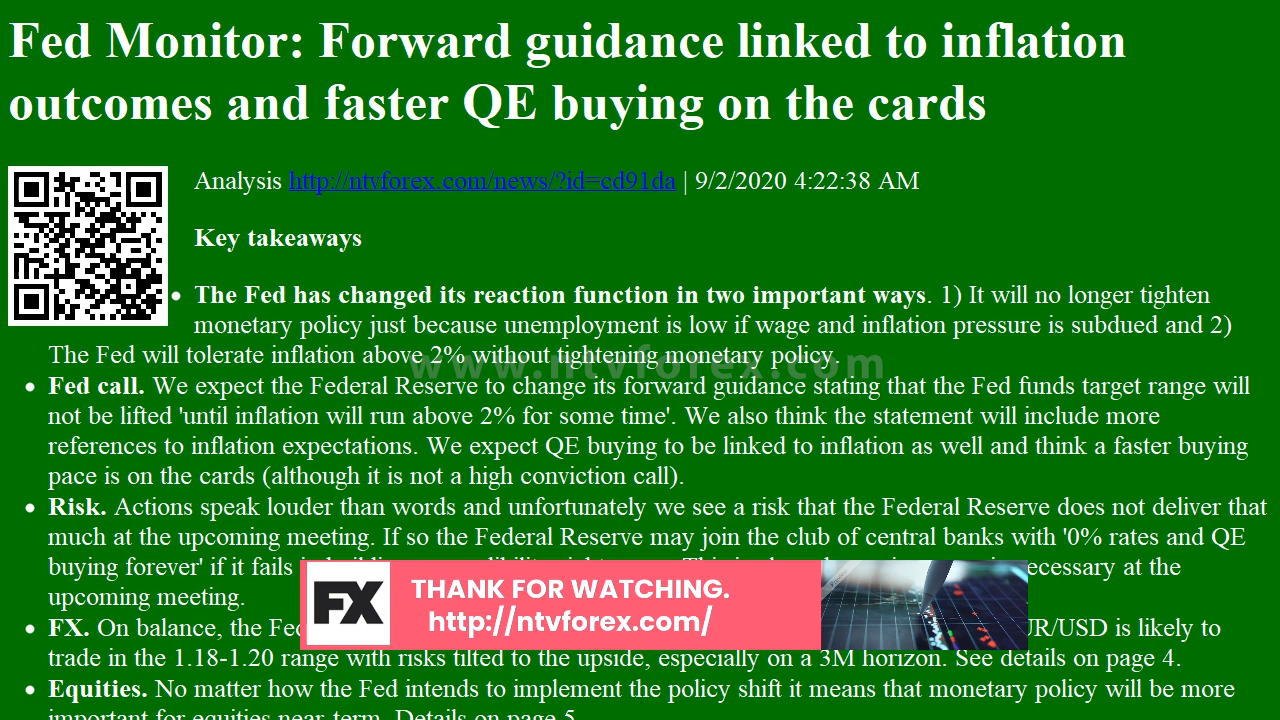 Fed Monitor: Forward guidance linked to inflation
outcomes and faster QE buying on the cards
Analysis http://ntvforex.com/news/?id=cd91da | 9/2/2020 4:22:38 AM
Key takeaways
• The Fed has changed its reaction function in two important ways. 1) It will no longer tighten
monetary policy just because unemployment is low if wage and inflation pressure is subdued and 2)
The Fed will tolerate inflation above 2% without tightening monetary policy.
www.ntvforex.com
• Fed call. We expect the Federal Reserve to change its forward guidance stating that the Fed funds target range will
not be lifted 'until inflation will run above 2% for some time'. We also think the statement will include more
references to inflation expectations. We expect QE buying to be linked to inflation as well and think a faster buying
pace is on the cards (although it is not a high conviction call).
• Risk. Actions speak louder than words and unfortunately we see a risk that the Federal Reserve does not deliver that
much at the upcoming meeting. If so the Federal Reserve may join the club of central banks with '0% rates and QE
buying forever' if it fails at the
upcoming meeting.
FX THANK FOR WATCHING.
http://ntvforex.com/
• FX. On balance, the is likely to
trade in the 1.18-1.20 range with risks tilted to the upside, especially on a 3M horizon. See details on page 4.
• Equities. No matter how the Fed intends to implement the policy shift it means that monetary policy will be more
important for equities near-term. Details on page 5.